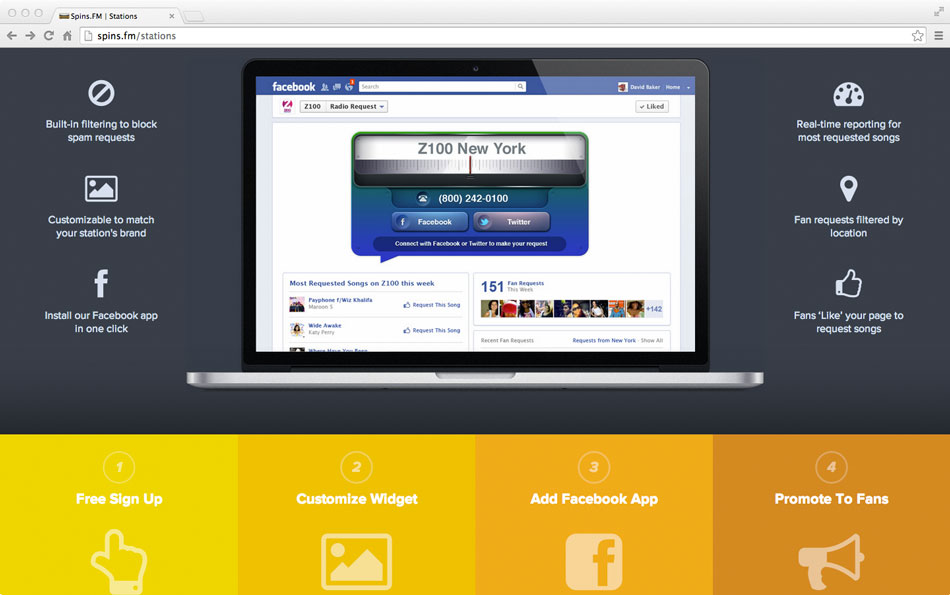 Spins.FM | Stations
spins.fm/stations
Built-in filtering to block
spam requests
Customizable to match
your station's brand
Install our Facebook app
in one click
facebook
Search
David Baker
Home
Z100
Radio Request
Liked
Z100 New York
(800) 242-0100
Facebook
Twitter
Connect with Facebook or Twitter to make your request
Most Requested Songs on Z100 this week
Payphone f/Wiz Khalifa
Maroon 5
Request This Song
Wide Awake
Katy Perry
Request This Song
Where Have You Been
151
Fan Requests
This Week
+142
Recent Fan Requests
Requests from New York · Show All
Real-time reporting for
most requested songs
Fan requests filtered by
location
Fans ‘Like’ your page to
request songs
1
Free Sign Up
2
Customize Widget
3
Add Facebook App
4
Promote To Fans